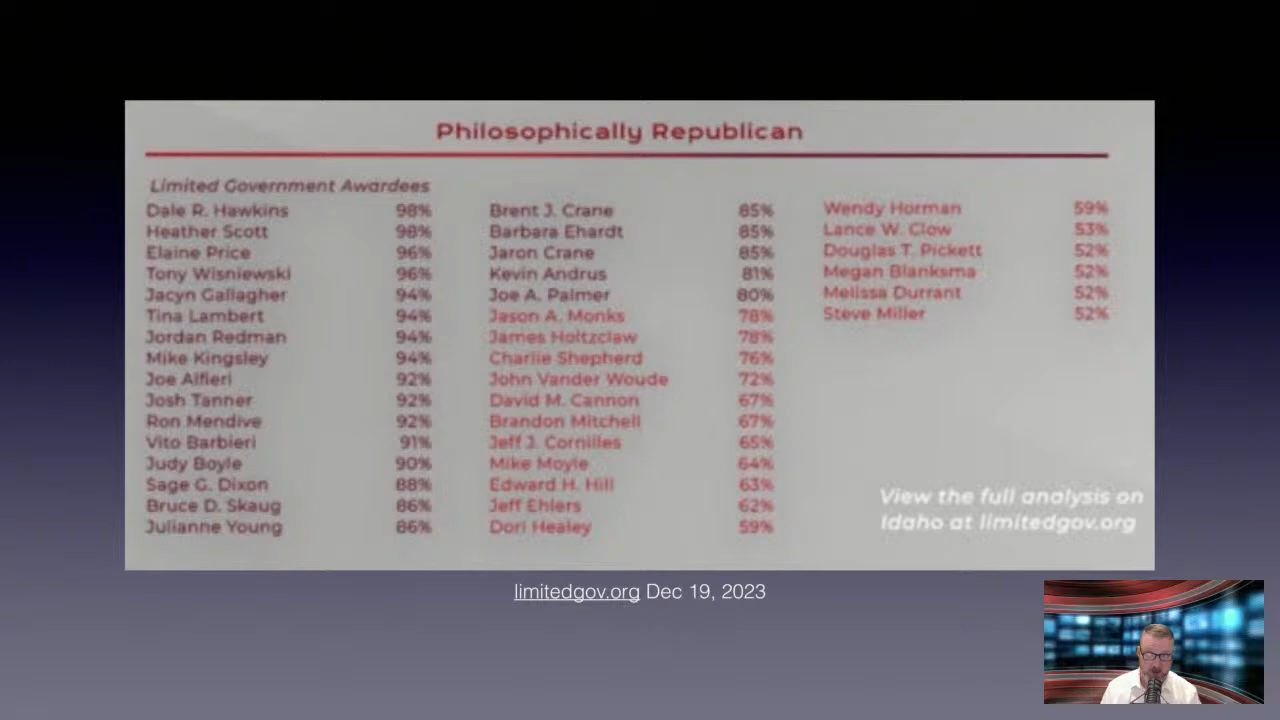 Philosophically Republican
Limited Government Awardees
Dale R. Hawkins 98%
Heather Scott 98%
Elaine Price 96%
Tony Wisniewski 96%
Jacyn Gallagher 94%
Tina Lambert 94%
Jordan Redman 94%
Mike Kingsley 94%
Joe Alfieri 92%
Josh Tanner 92%
Ron Mendive 92%
Vito Barbieri 91%
Judy Boyle 90%
Sage G. Dixon 88%
Bruce D. Skaug 86%
Julianne Young 86%
Brent J. Crane 85%
Barbara Ehardt 85%
Jaron Crane 85%
Kevin Andrus 81%
Joe A. Palmer 80%
Jason A. Monks 78%
James Holtzclaw 78%
Charlie Shepherd 76%
John Vander Woude 72%
David M. Cannon 67%
Brandon Mitchell 67%
Jeff J. Cornilles 65%
Mike Moyle 64%
Edward H. Hill 63%
Jeff Ehlers 62%
Dori Healey 59%
Wendy Horman 59%
Lance W. Clow 53%
Douglas T. Pickett 52%
Megan Blanksma 52%
Melissa Durrant 52%
Steve Miller 52%
View the full analysis on
Idaho at limitedgov.org
limitedgov.org Dec 19, 2023